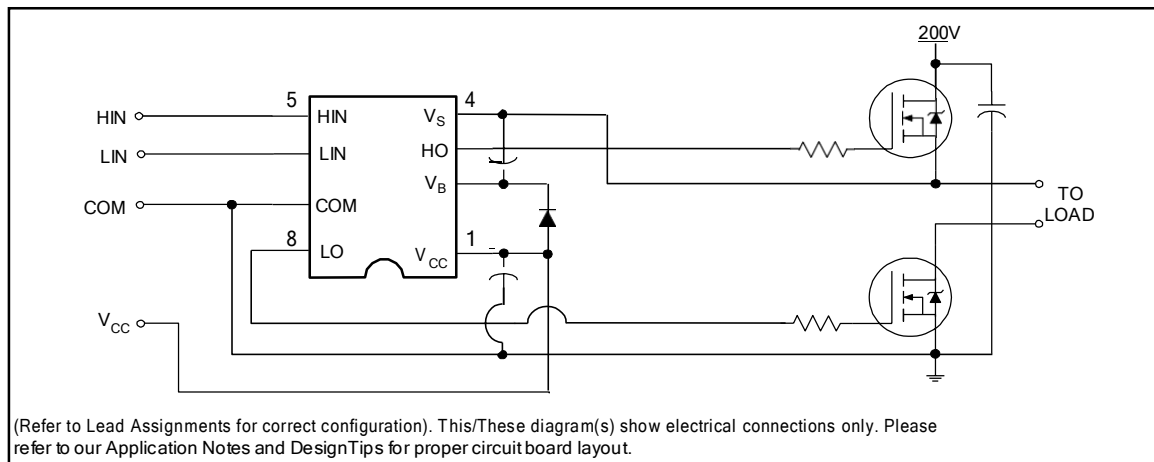 200V
5
4
HIN
HIN
VS
LIN
LIN
HO
VB
COM
COM
TO
LOAD
8
LO
1
VCC
VCC
(Refer to Lead Assignments for correct configuration). This/These diagram(s) show electrical connections only. Please
refer to our Application Notes and DesignTips for proper circuit board layout.